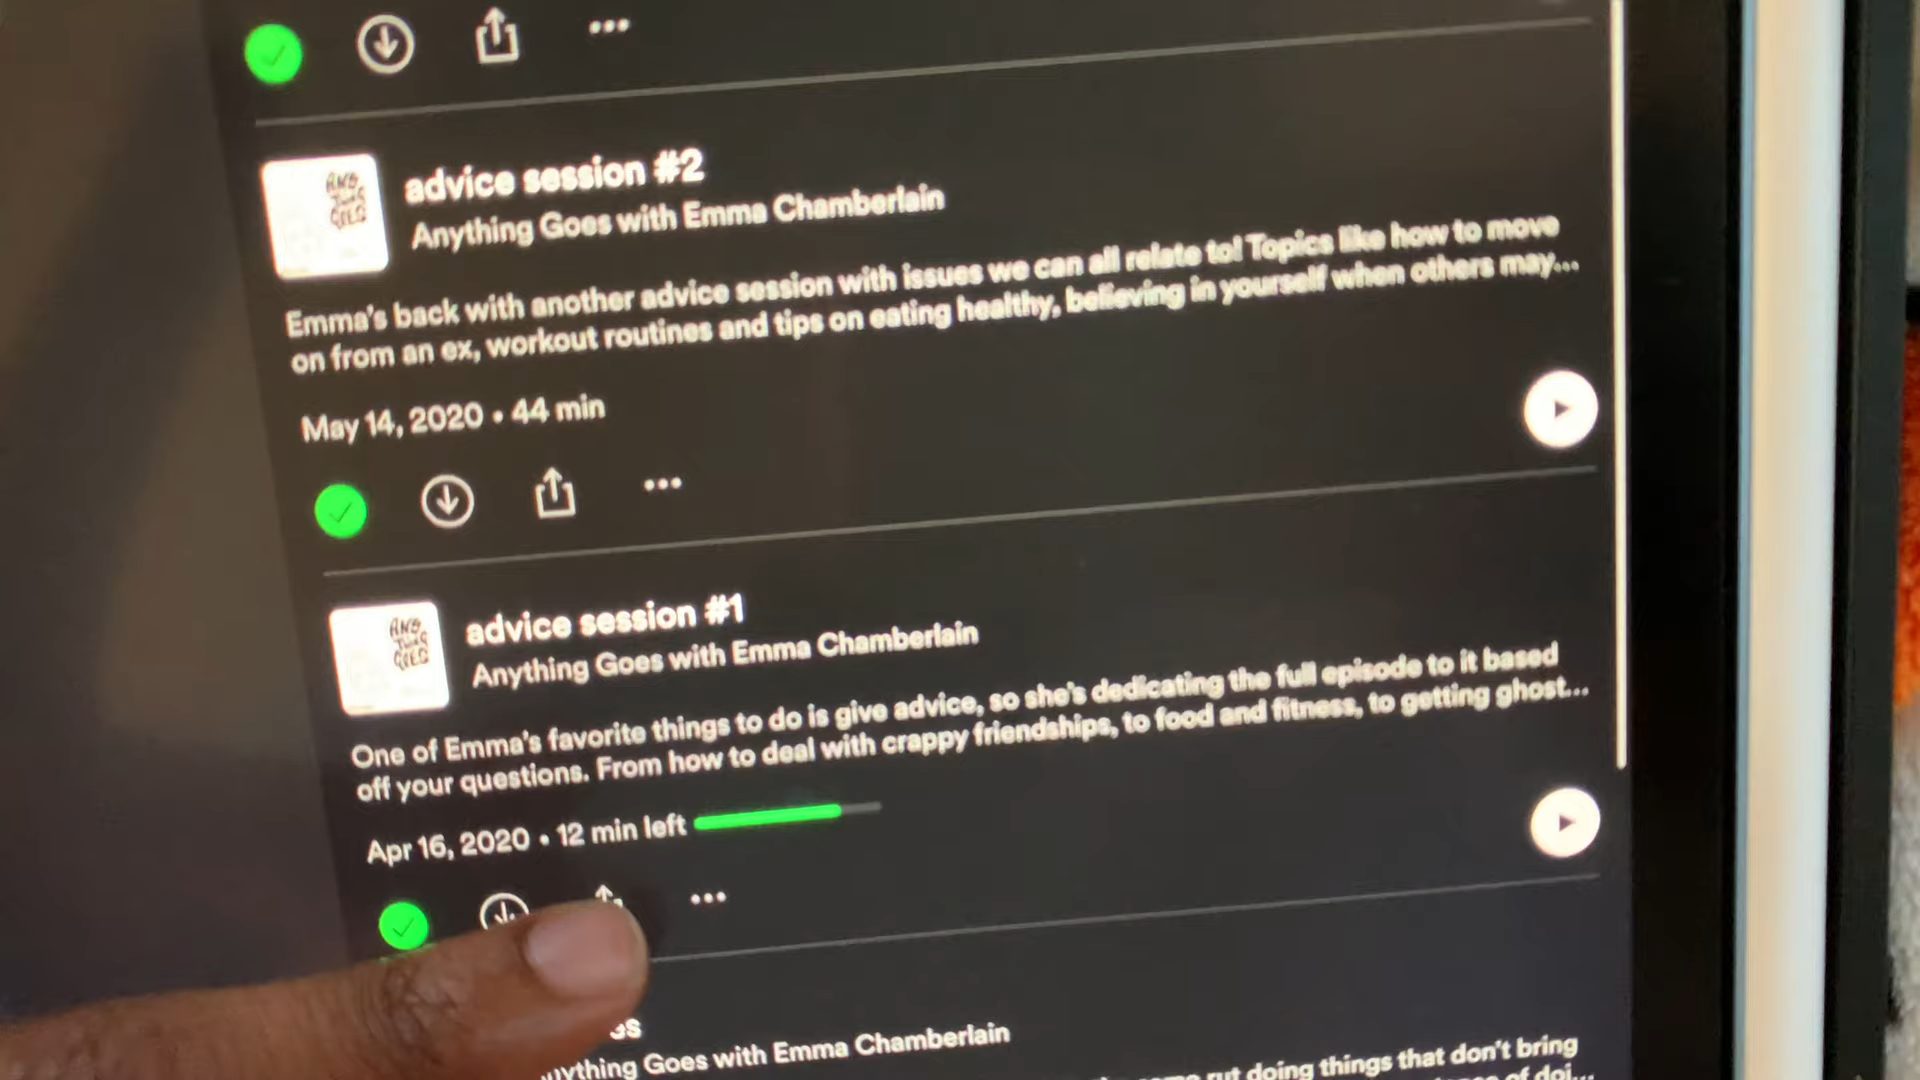 advice session #2
Anything Goes with Emma Chamberlain
Emma's back with another advice session with issues we can all relate to! Topics like how to move
on from an ex, workout routines and tips on eating healthy, believing in yourself when others may...
May 14, 2020 • 44 min
advice session #1
Anything Goes with Emma Chamberlain
One of Emma's favorite things to do is give advice, so she's dedicating the full episode to it based
off your questions. From how to deal with crappy friendships, to food and fitness, to getting ghost...
Apr 16, 2020 • 12 min left
Goes with Emma Chamberlain
rut doing things that don't bring
of doi...